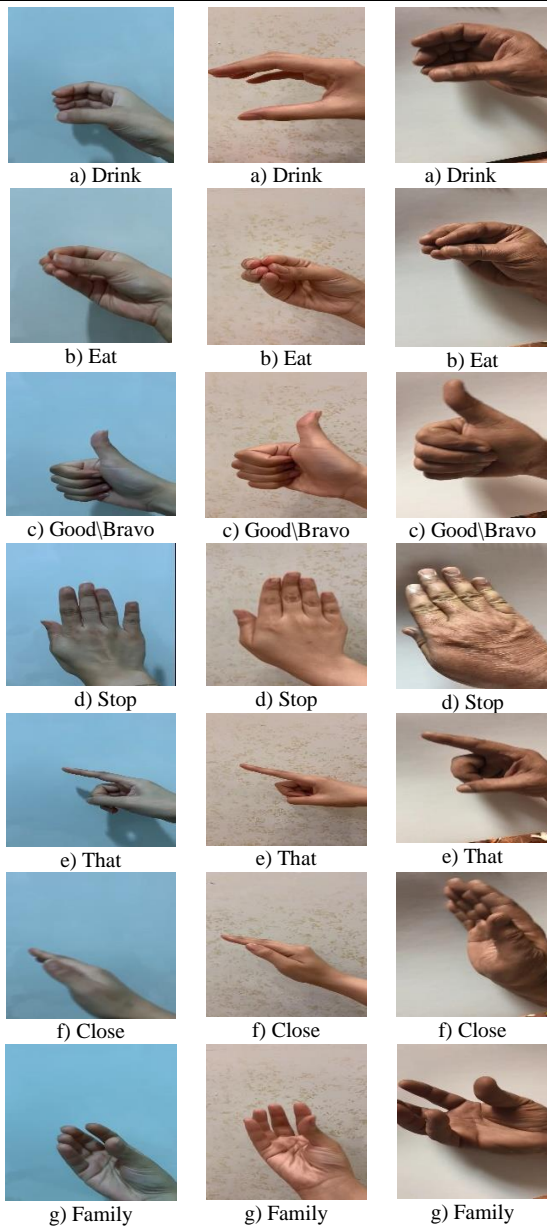 a) Drink a) Drink a) Drink
b) Eat b) Eat b) Eat
c) Good\Bravo c) Good\Bravo c) Good\Bravo
d) Stop d) Stop d) Stop
e) That e) That e) That
f) Close f) Close f) Close
g) Family g) Family g) Family